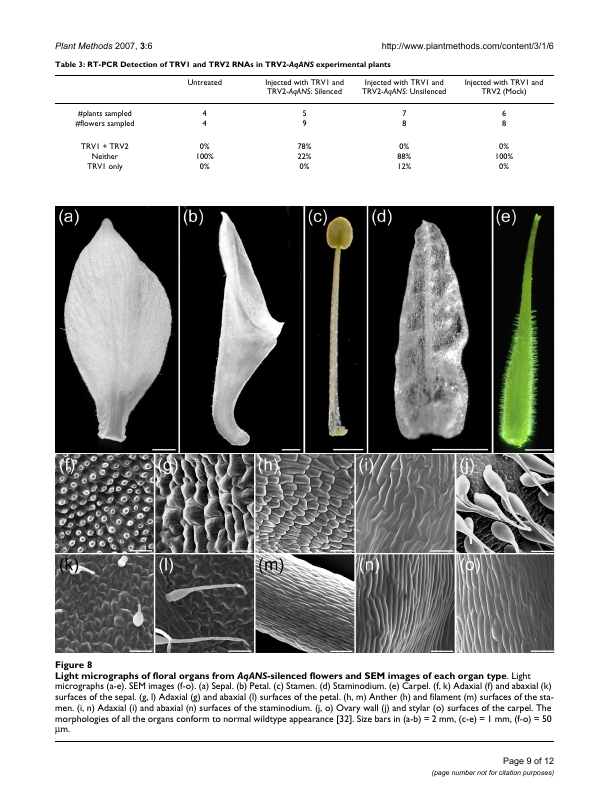 Plant Methods 2007, 3:6
http://www.plantmethods.com/content/3/1/6
Table 3: RT-PCR Detection of TRV1 and TRV2 RNAs in TRV2-AqANS experimental plants
Untreated Injected with TRV1 and Injected with TRV1 and Injected with TRV1 and
TRV2-AqANS: Silenced TRV2-AqANS: Unsilenced TRV2 (Mock)
#plants sampled 4 5 7 6
#flowers sampled 4 9 8 8
TRV1 + TRV2 0% 78% 0% 0%
Neither 100% 22% 88% 100%
TRV1 only 0% 0% 12% 0%
(a) (b) (c) (d) (e)
(f) (g) (h) (i) (j)
(k) (l) (m) (n) (o)
Figure 8
Light micrographs of floral organs from AqANS-silenced flowers and SEM images of each organ type. Light
micrographs (a-e). SEM images (f-o). (a) Sepal. (b) Petal. (c) Stamen. (d) Staminodium. (e) Carpel. (f, k) Adaxial (f) and abaxial (k)
surfaces of the sepal. (g, l) Adaxial (g) and abaxial (l) surfaces of the petal. (h, m) Anther (h) and filament (m) surfaces of the sta-
men. (i, n) Adaxial (i) and abaxial (n) surfaces of the staminodium. (j, o) Ovary wall (j) and stylar (o) surfaces of the carpel. The
morphologies of all the organs conform to normal wildtype appearance [32]. Size bars in (a-b) = 2 mm, (c-e) = 1 mm, (f-o) = 50
μm.
Page 9 of 12
(page number not for citation purposes)